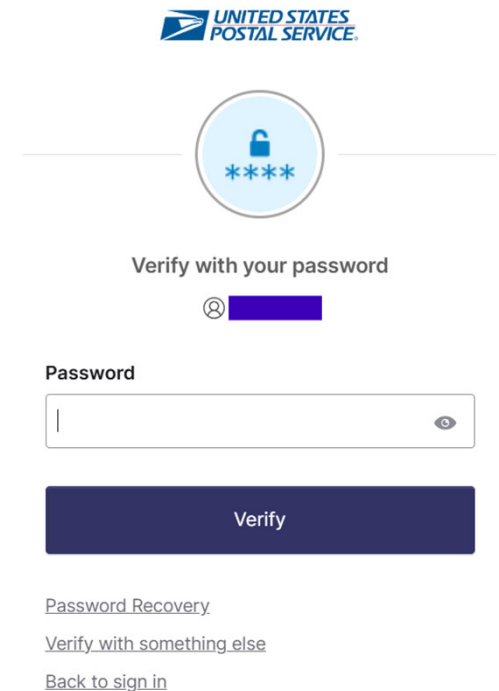 UNITED STATES
POSTAL SERVICE®
****
Verify with your password
Password
Verify
Password Recovery
Verify with something else
Back to sign in